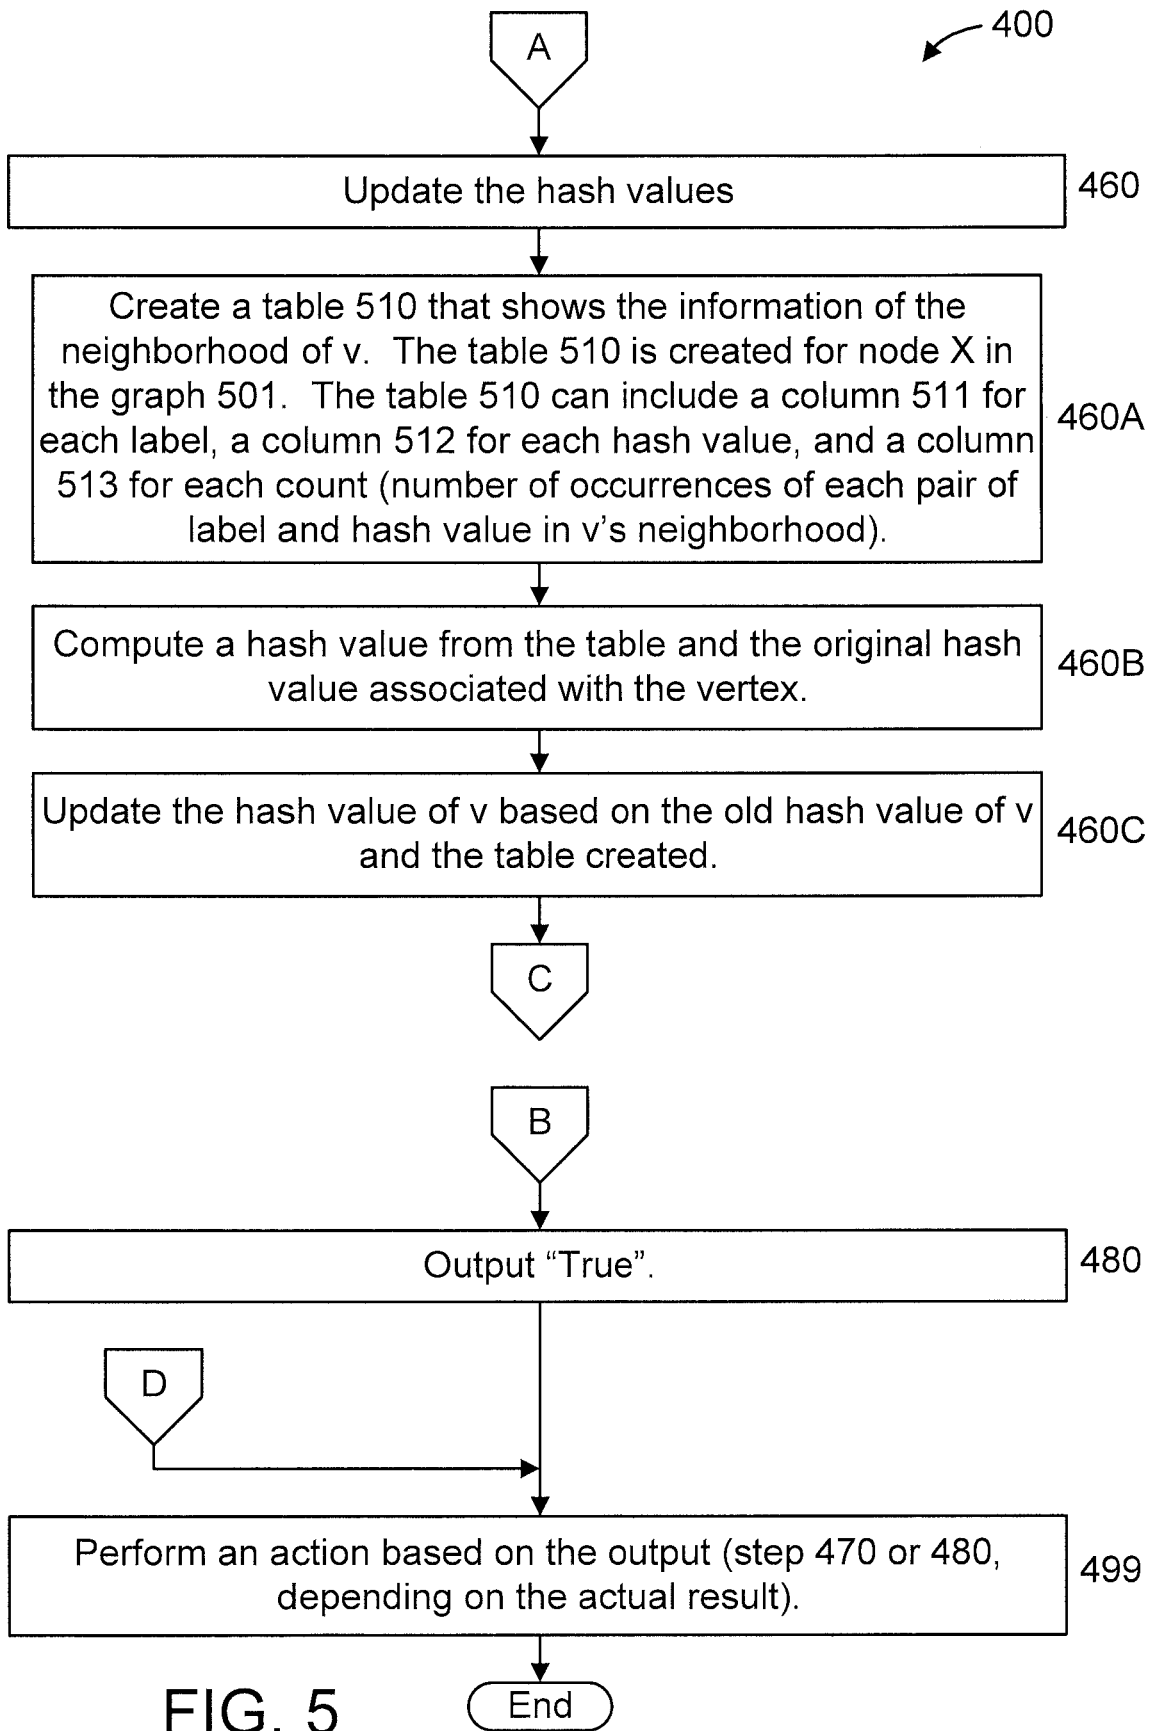 A
400
Update the hash values
460
Create a table 510 that shows the information of the
neighborhood of v. The table 510 is created for node X in
the graph 501. The table 510 can include a column 511 for
each label, a column 512 for each hash value, and a column
513 for each count (number of occurrences of each pair of
label and hash value in v's neighborhood).
460A
Compute a hash value from the table and the original hash
value associated with the vertex.
460B
Update the hash value of v based on the old hash value of v
and the table created.
460C
C
B
Output “True”.
480
D
Perform an action based on the output (step 470 or 480,
depending on the actual result).
499
End
FIG. 5